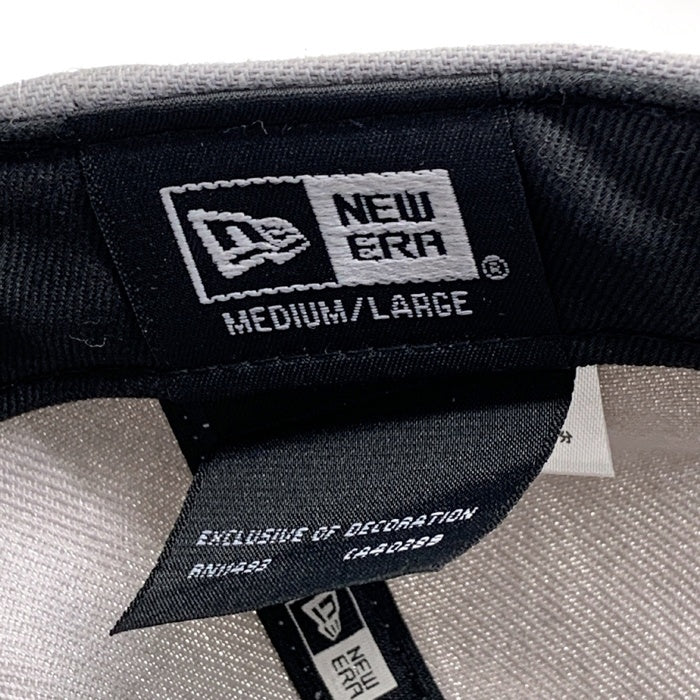 NEW
ERA
®
MEDIUM/LARGE
EXCLUSIVE OF DECORATION
RN11493 CA40299
NEW
ERA